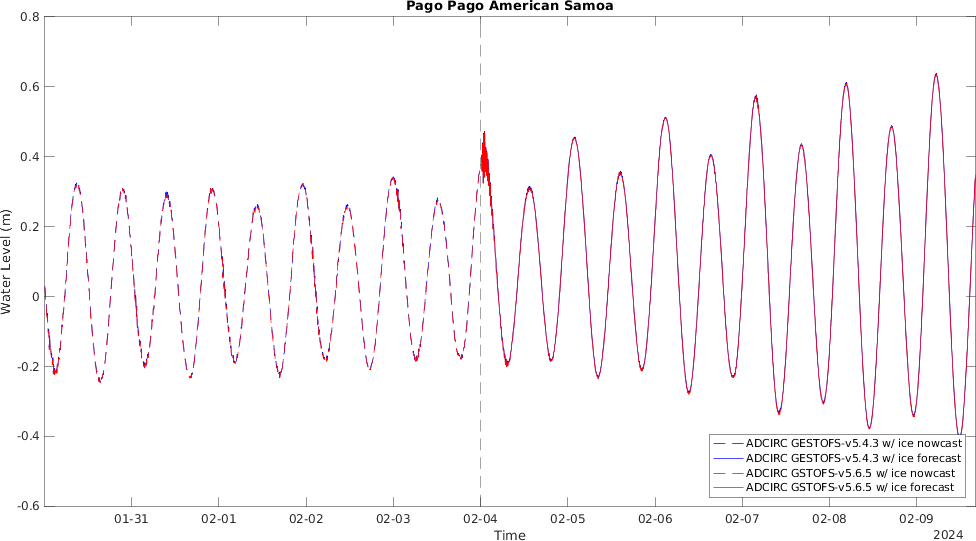 Pago Pago American Samoa
0.8
0.6
0.4
0.2
0
-0.2
-0.4
-0.6
Water Level (m)
01-31
02-01
02-02
02-03
02-04
02-05
02-06
02-07
02-08
02-09
Time
2024
ADCIRC GESTOFS-v5.4.3 w/ ice nowcast
ADCIRC GESTOFS-v5.4.3 w/ ice forecast
ADCIRC GSTOFS-v5.6.5 w/ ice nowcast
ADCIRC GSTOFS-v5.6.5 w/ ice forecast